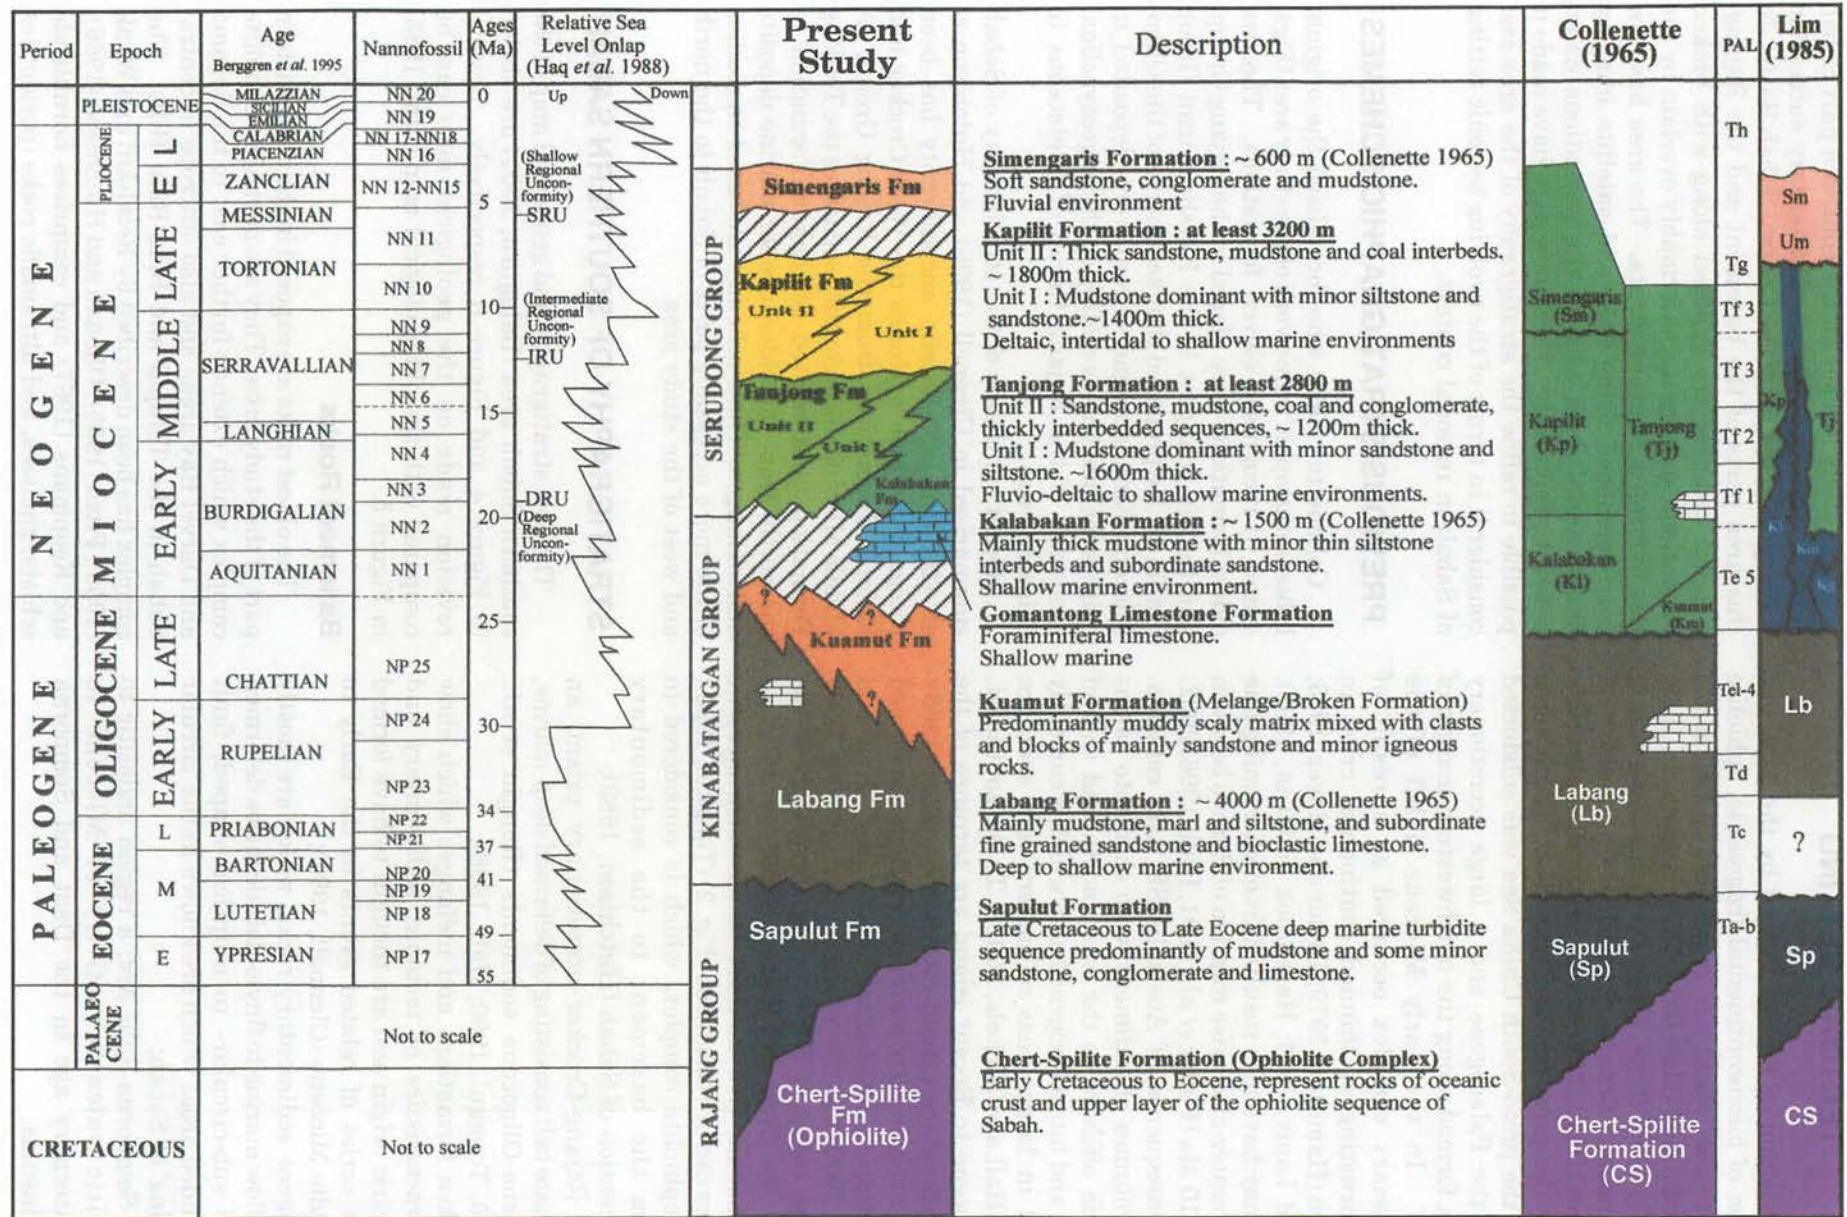 Period
Epoch
Age
Berggren et al. 1995
Nannofossil
Ages
(Ma)
Relative Sea
Level Onlap
(Haq et al. 1988)
Present
Study
Description
Collenette
(1965)
PAL
Lim
(1985)
NEOGENE
PALEOGENE
CRETACEOUS
PLEISTOCENE
PLIOCENE
L
E
MIOCENE
LATE
MIDDLE
EARLY
OLIGOCENE
LATE
EARLY
EOCENE
L
M
E
PALAEO
CENE
MILAZZIAN
SICILIAN
EMILIAN
CALABRIAN
PIACENZIAN
ZANCLIAN
MESSINIAN
TORTONIAN
SERRAVALLIAN
LANGHIAN
BURDIGALIAN
AQUITANIAN
CHATTIAN
RUPELIAN
PRIABONIAN
BARTONIAN
LUTETIAN
YPRESIAN
Not to scale
Not to scale
NN 20
NN 19
NN 17-NN18
NN 16
NN 12-NN15
NN 11
NN 10
NN 9
NN 8
NN 7
NN 6
NN 5
NN 4
NN 3
NN 2
NN 1
NP 25
NP 24
NP 23
NP 22
NP 21
NP 20
NP 19
NP 18
NP 17
0
5
10
15
20
25
30
34
37
41
49
55
Up
Down
(Shallow
Regional
Uncon-
formity)
SRU
(Intermediate
Regional
Uncon-
formity)
IRU
DRU
(Deep
Regional
Uncon-
formity)
SERUDONG GROUP
KINABATANGAN GROUP
RAJANG GROUP
Simengaris Fm
Kapilit Fm
Unit II
Unit I
Tanjong Fm
Unit II
Unit I
Kalabakan
Fm
?
?
Kuamut Fm
?
Labang Fm
Sapulut Fm
Chert-Spilite
Fm
(Ophiolite)
Simengaris Formation : ~ 600 m (Collenette 1965)
Soft sandstone, conglomerate and mudstone.
Fluvial environment
Kapilit Formation : at least 3200 m
Unit II : Thick sandstone, mudstone and coal interbeds.
~ 1800m thick.
Unit I : Mudstone dominant with minor siltstone and
sandstone.~1400m thick.
Deltaic, intertidal to shallow marine environments
Tanjong Formation : at least 2800 m
Unit II : Sandstone, mudstone, coal and conglomerate,
thickly interbedded sequences, ~ 1200m thick.
Unit I : Mudstone dominant with minor sandstone and
siltstone. ~1600m thick.
Fluvio-deltaic to shallow marine environments.
Kalabakan Formation : ~ 1500 m (Collenette 1965)
Mainly thick mudstone with minor thin siltstone
interbeds and subordinate sandstone.
Shallow marine environment.
Gomantong Limestone Formation
Foraminiferal limestone.
Shallow marine
Kuamut Formation (Melange/Broken Formation)
Predominantly muddy scaly matrix mixed with clasts
and blocks of mainly sandstone and minor igneous
rocks.
Labang Formation : ~ 4000 m (Collenette 1965)
Mainly mudstone, marl and siltstone, and subordinate
fine grained sandstone and bioclastic limestone.
Deep to shallow marine environment.
Sapulut Formation
Late Cretaceous to Late Eocene deep marine turbidite
sequence predominantly of mudstone and some minor
sandstone, conglomerate and limestone.
Chert-Spilite Formation (Ophiolite Complex)
Early Cretaceous to Eocene, represent rocks of oceanic
crust and upper layer of the ophiolite sequence of
Sabah.
Simengaris
(Sm)
Kapilit
(Kp)
Tanjong
(Tj)
Kalabakan
(Kl)
Kuamut
(Km)
Labang
(Lb)
Sapulut
(Sp)
Chert-Spilite
Formation
(CS)
Th
Tg
Tf 3
Tf 3
Tf 2
Tf 1
Te 5
Te1-4
Td
Tc
Ta-b
Sm
Um
Kp
Tj
Kl
Km
Lb
?
Sp
CS